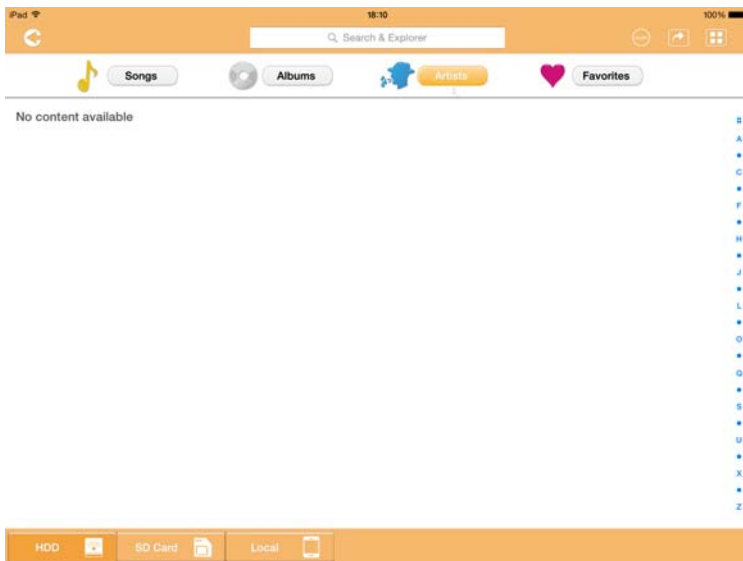 iPad 18:10 100%
Search & Explorer
Songs Albums Artists Favorites
No content available
#
A
C
F
H
J
L
O
Q
S
U
X
Z
HDD SD Card Local